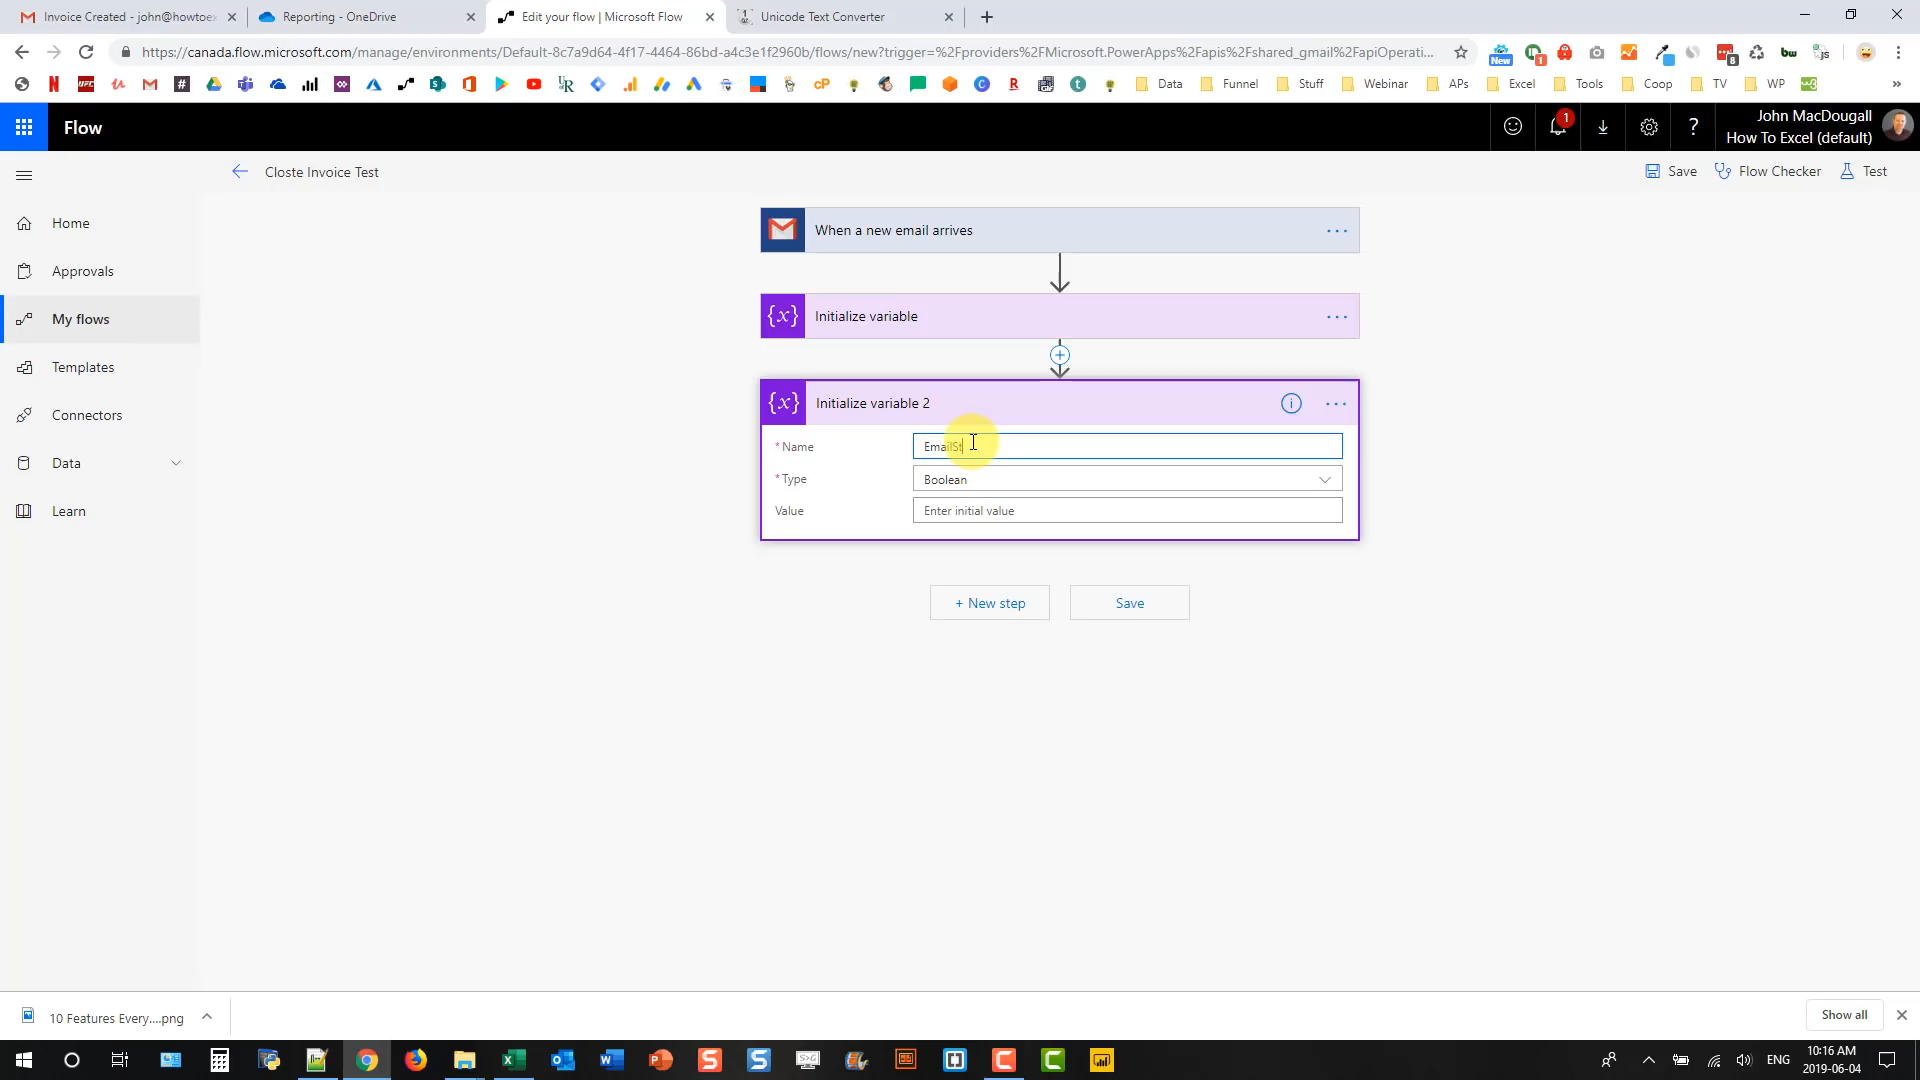 Invoice Created - john@howtoex
Reporting - OneDrive
Edit your flow | Microsoft Flow
Unicode Text Converter
https://canada.flow.microsoft.com/manage/environments/Default-8c7a9d64-4f17-4464-86bd-a4c3e1f2960b/flows/new?trigger=%2Fproviders%2FMicrosoft.PowerApps%2Fapis%2Fshared_gmail%2FapiOperati...
New
1
8
Data
Funnel
Stuff
Webinar
APs
Excel
Tools
Coop
TV
WP
Flow
1
?
John MacDougall
How To Excel (default)
Closte Invoice Test
Save
Flow Checker
Test
Home
Approvals
My flows
Templates
Connectors
Data
Learn
When a new email arrives
{x} Initialize variable
{x} Initialize variable 2
* Name
EmailSt
* Type
Boolean
Value
Enter initial value
+ New step
Save
10 Features Every....png
Show all
ENG
10:16 AM
2019-06-04